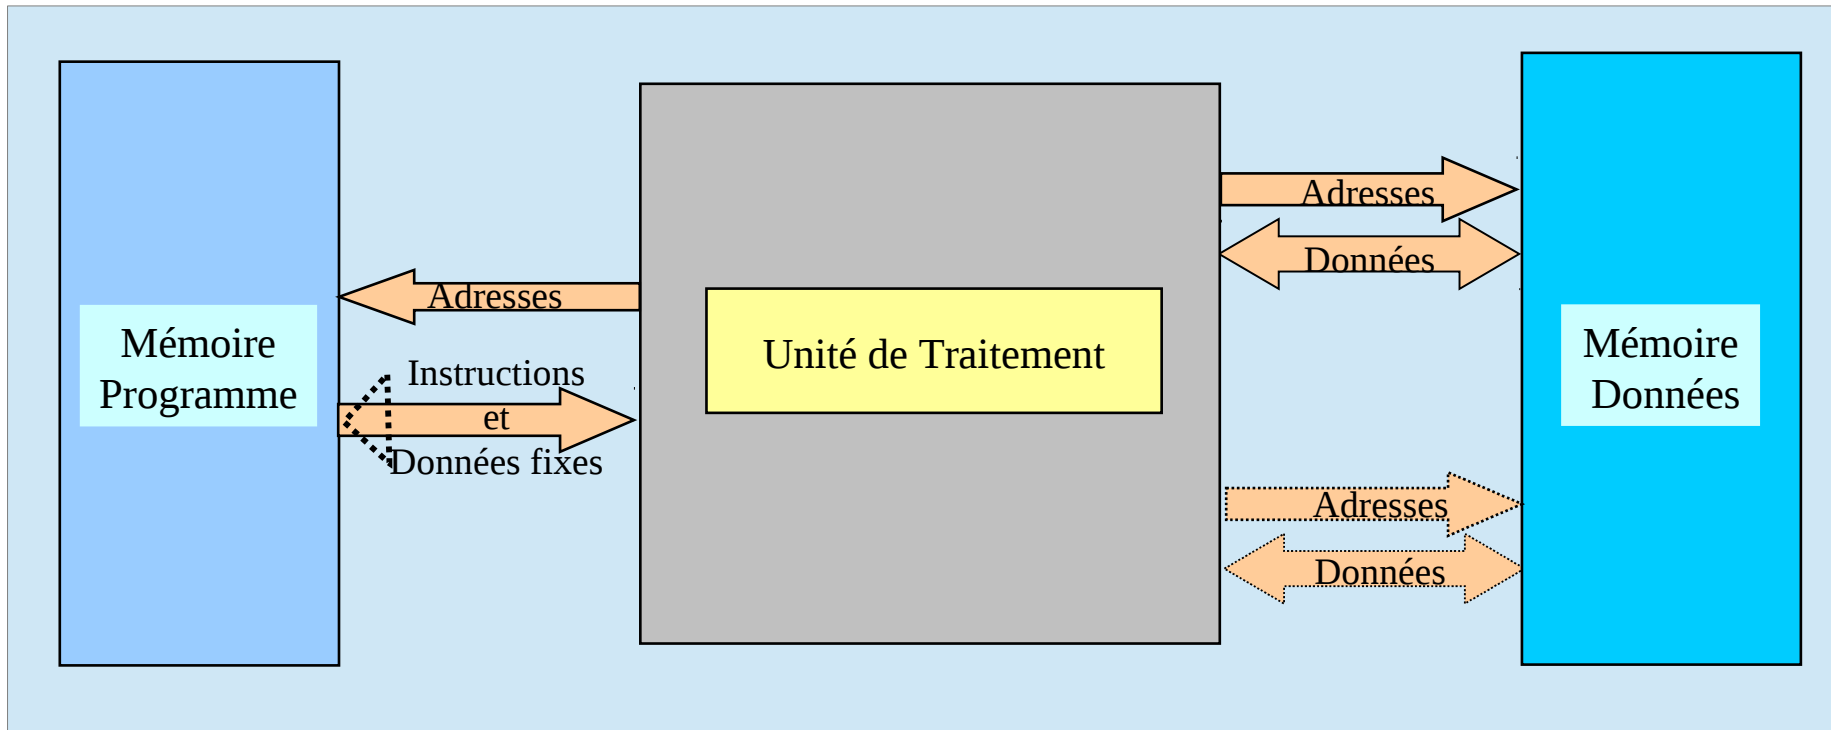 Mémoire
Programme
Adresses
Instructions
et
Données fixes
Unité de Traitement
Adresses
Données
Adresses
Données
Mémoire
Données